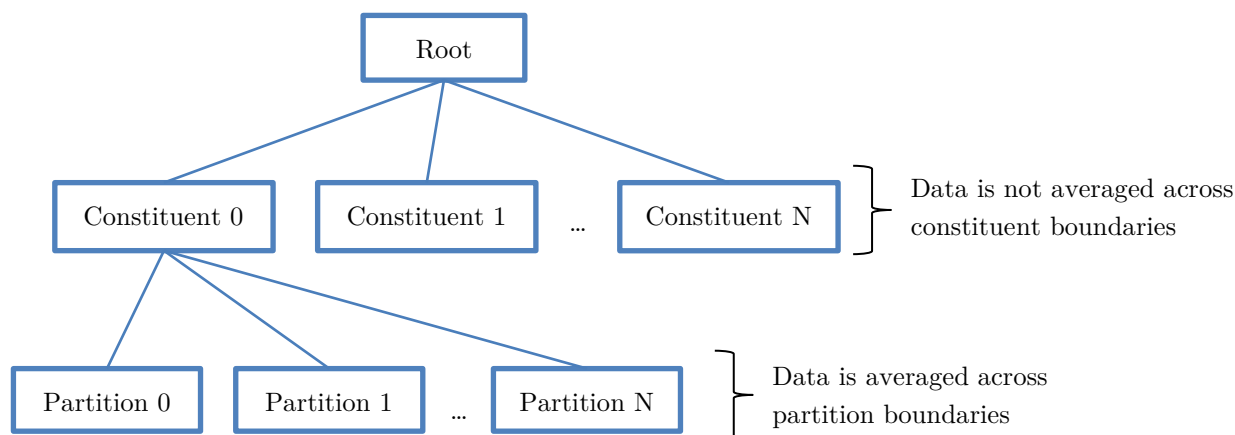 Root
Constituent 0
Constituent 1
…
Constituent N
Data is not averaged across
constituent boundaries
Partition 0
Partition 1
…
Partition N
Data is averaged across
partition boundaries